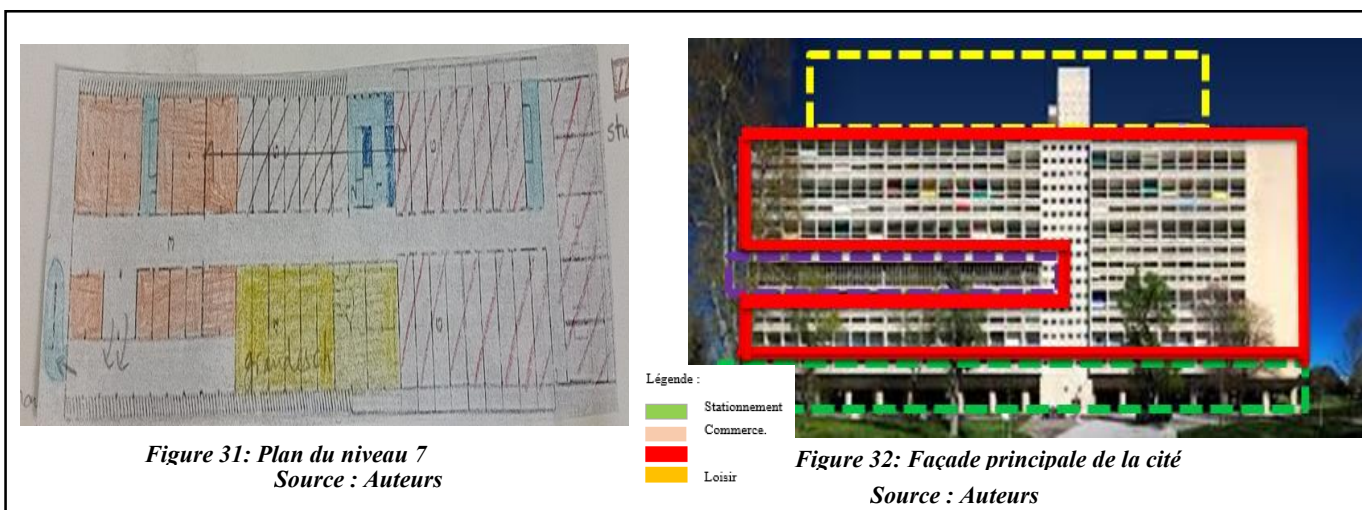 Figure 31: Plan du niveau 7
Source : Auteurs
Légende :
Stationnement
Commerce.
Loisir
Figure 32: Façade principale de la cité
Source : Auteurs